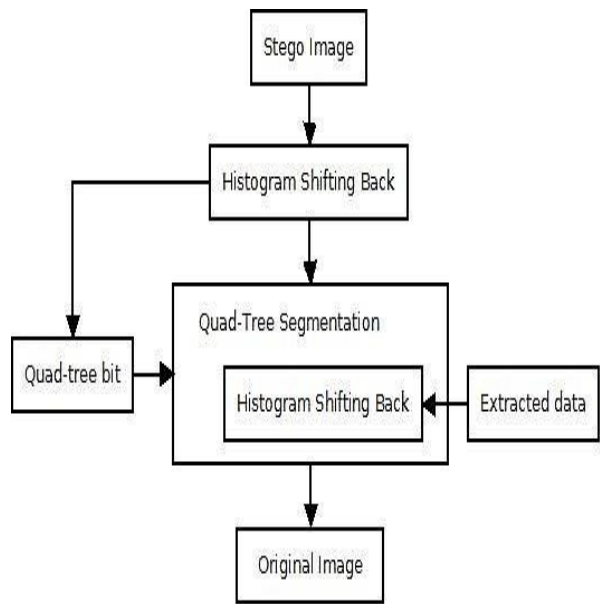 Stego Image
Histogram Shifting Back
Quad-Tree Segmentation
Quad-tree bit
Histogram Shifting Back
Extracted data
Original Image